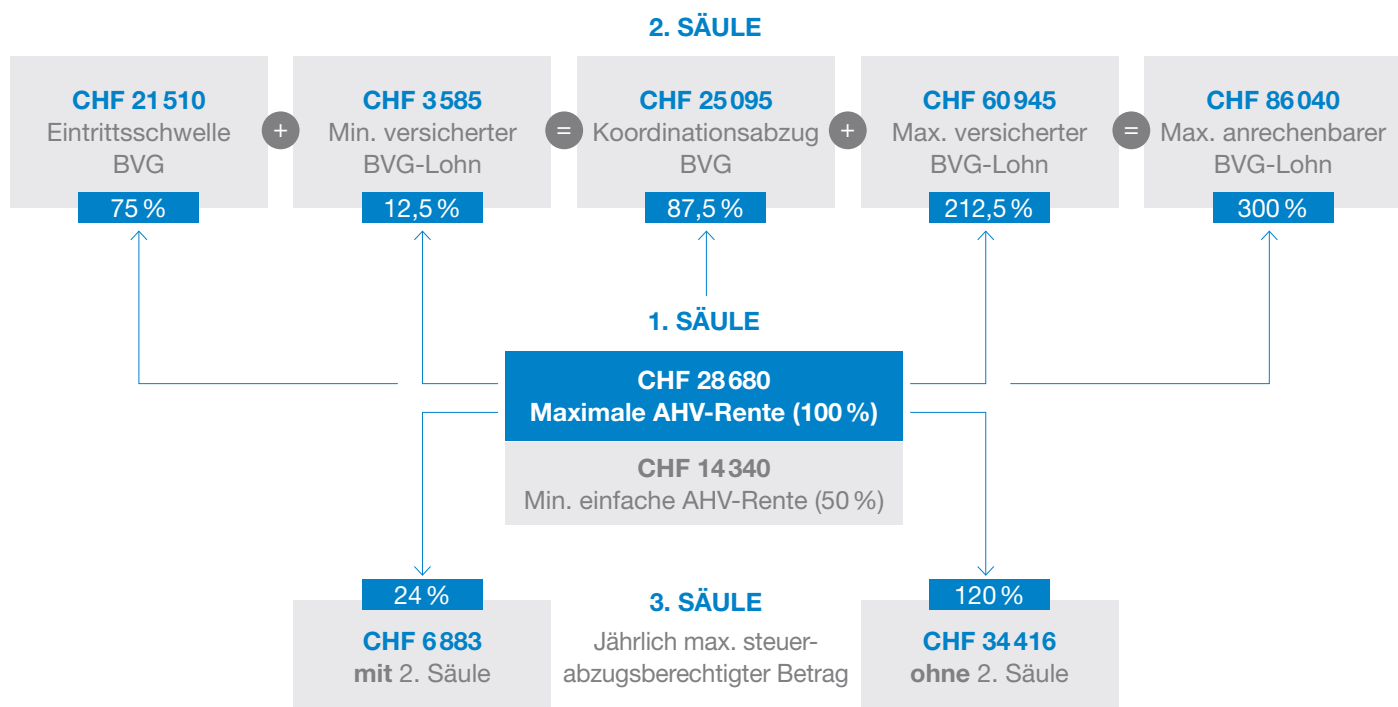 2. SÄULE
CHF 21 510
Eintrittsschwelle
BVG
75 %
+
CHF 3 585
Min. versicherter
BVG-Lohn
12,5 %
=
CHF 25 095
Koordinationsabzug
BVG
87,5 %
+
CHF 60 945
Max. versicherter
BVG-Lohn
212,5 %
=
CHF 86 040
Max. anrechenbarer
BVG-Lohn
300 %
1. SÄULE
CHF 28 680
Maximale AHV-Rente (100 %)
CHF 14 340
Min. einfache AHV-Rente (50 %)
24 %
CHF 6 883
mit 2. Säule
3. SÄULE
Jährlich max. steuer-
abzugsberechtigter Betrag
120 %
CHF 34 416
ohne 2. Säule